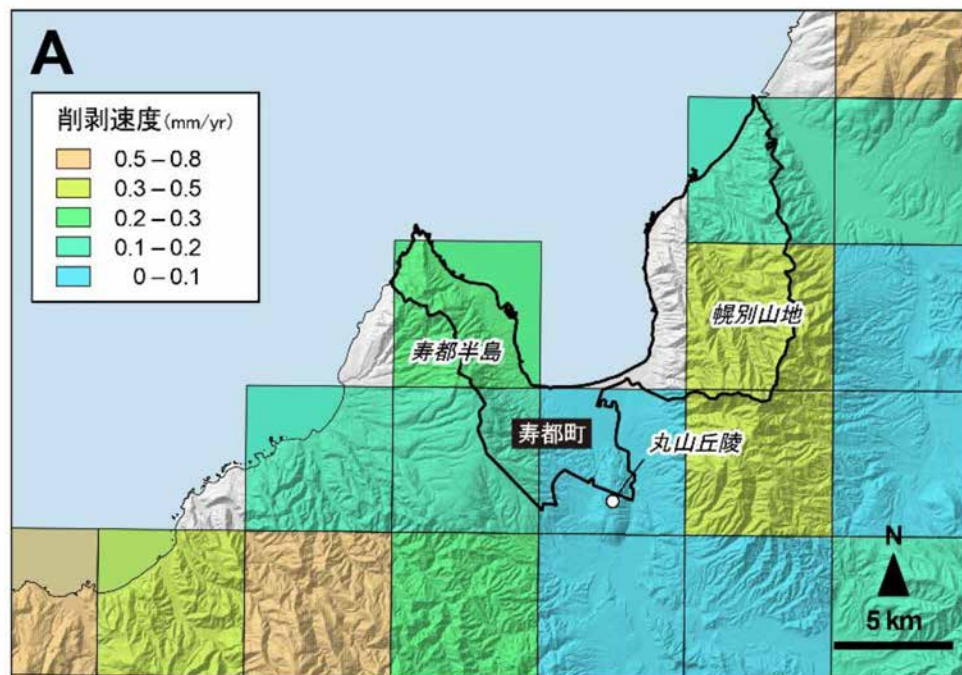 A
削剥速度(mm/yr)
0.5 – 0.8
0.3 – 0.5
0.2 – 0.3
0.1 – 0.2
0 – 0.1
幌別山地
寿都半島
寿都町
丸山丘陵
N
5 km